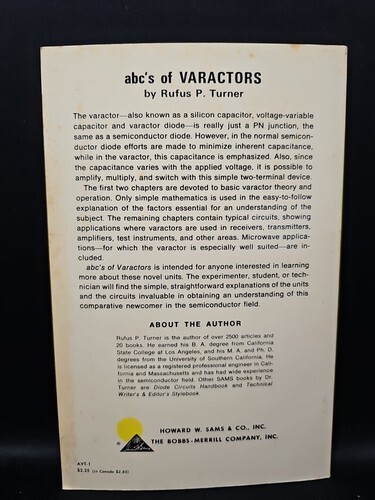 abc's of VARACTORS
by Rufus P. Turner
The varactor—also known as a silicon capacitor, voltage-variable
capacitor and varactor diode—is really just a PN junction, the
same as a semiconductor diode. However, in the normal semicon-
ductor diode efforts are made to minimize inherent capacitance,
while in the varactor, this capacitance is emphasized. Also, since
the capacitance varies with the applied voltage, it is possible to
amplify, multiply, and switch with this simple two-terminal device.
The first two chapters are devoted to basic varactor theory and
operation. Only simple mathematics is used in the easy-to-follow
explanation of the factors essential for an understanding of the
subject. The remaining chapters contain typical circuits, showing
applications where varactors are used in receivers, transmitters,
amplifiers, test instruments, and other areas. Microwave applica-
tions—for which the varactor is especially well suited—are in-
cluded.
abc's of Varactors is intended for anyone interested in learning
more about these novel units. The experimenter, student, or tech-
nician will find the simple, straightforward explanations of the units
and the circuits invaluable in obtaining an understanding of this
comparative newcomer in the semiconductor field.
ABOUT THE AUTHOR
Rufus P. Turner is the author of over 2500 articles and
20 books. He earned his B. A. degree from California
State College at Los Angeles, and his M. A. and Ph. D.
degrees from the University of Southern California. He
is licensed as a registered professional engineer in Cali-
fornia and Massachusetts and has had wide experience
in the semiconductor field. Other SAMS books by Dr.
Turner are Diode Circuits Handbook and Technical
Writer's & Editor's Stylebook.
HOWARD W. SAMS & CO., INC.
THE BOBBS-MERRILL COMPANY, INC.
AVT-1
$2.25 (in Canada $2.80)